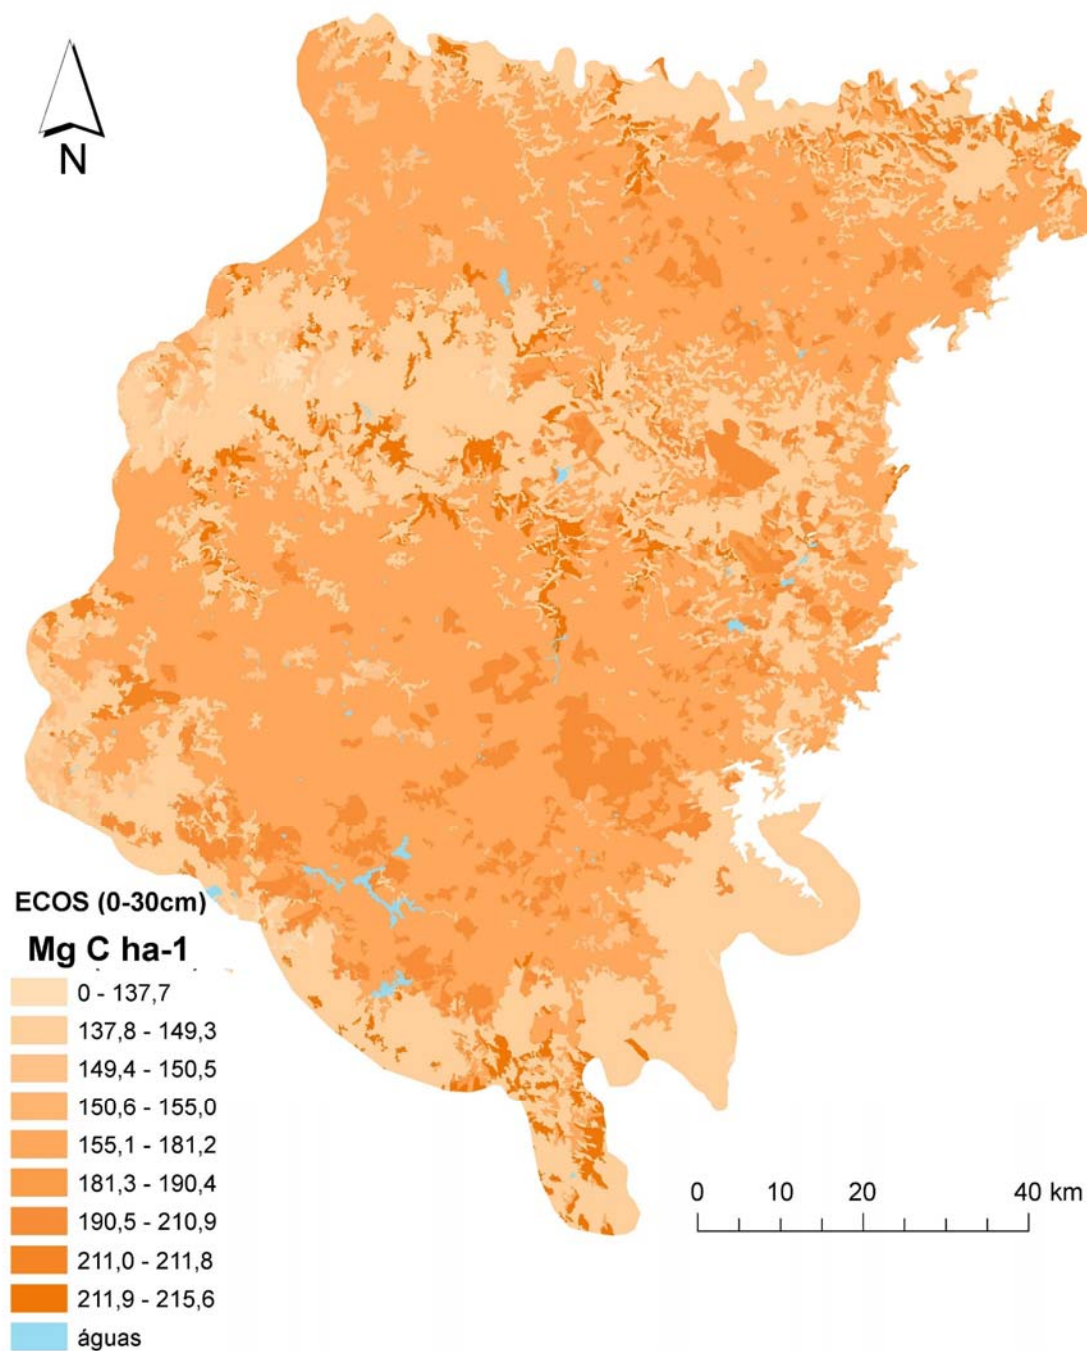 N
ECOS (0-30cm)
Mg C ha-1
0 - 137,7
137,8 - 149,3
149,4 - 150,5
150,6 - 155,0
155,1 - 181,2
181,3 - 190,4
190,5 - 210,9
211,0 - 211,8
211,9 - 215,6
águas
0 10 20 40 km